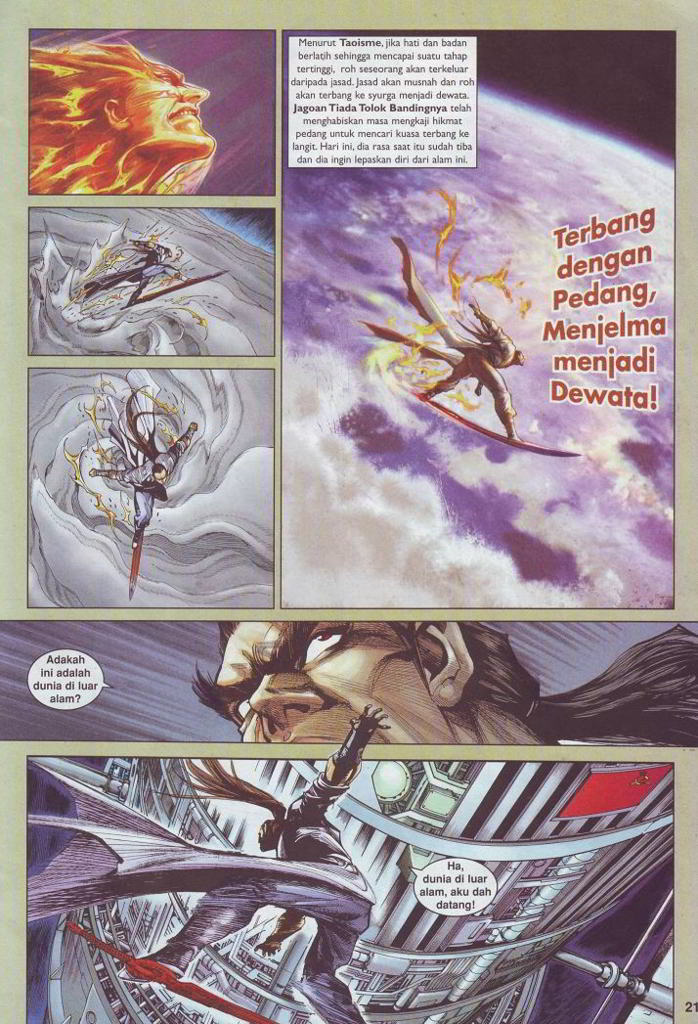 Menurut Taoisme, jika hati dan badan
berlatih sehingga mencapai suatu tahap
tertinggi, roh seseorang akan terkeluar
daripada jasad. Jasad akan musnah dan roh
akan terbang ke syurga menjadi dewata.
Jagoan Tiada Tolok Bandingnya telah
menghabiskan masa mengkaji hikmat
pedang untuk mencari kuasa terbang ke
langit. Hari ini, dia rasa saat itu sudah tiba
dan dia ingin lepaskan diri dari alam ini.
Terbang
dengan
Pedang,
Menjelma
menjadi
Dewata!
Adakah
ini adalah
dunia di luar
alam?
Ha,
dunia di luar
alam, aku dah
datang!
21